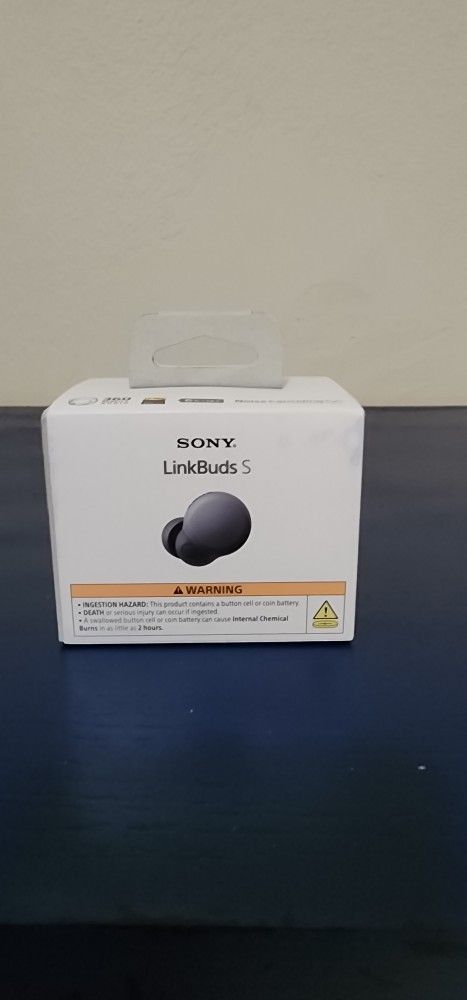 360
SONY
LinkBuds S
WARNING
• INGESTION HAZARD: This product contains a button cell or coin battery.
• DEATH or serious injury can occur if ingested.
• A swallowed button cell or coin battery can cause Internal Chemical
Burns in as little as 2 hours.